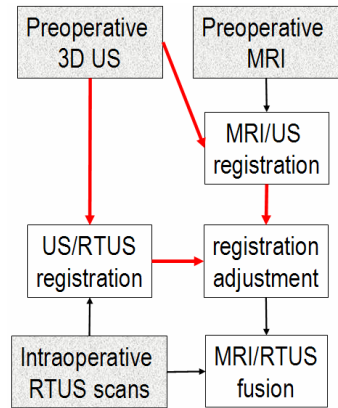 Preoperative
3D US
Preoperative
MRI
MRI/US
registration
US/RTUS
registration
registration
adjustment
Intraoperative
RTUS scans
MRI/RTUS
fusion